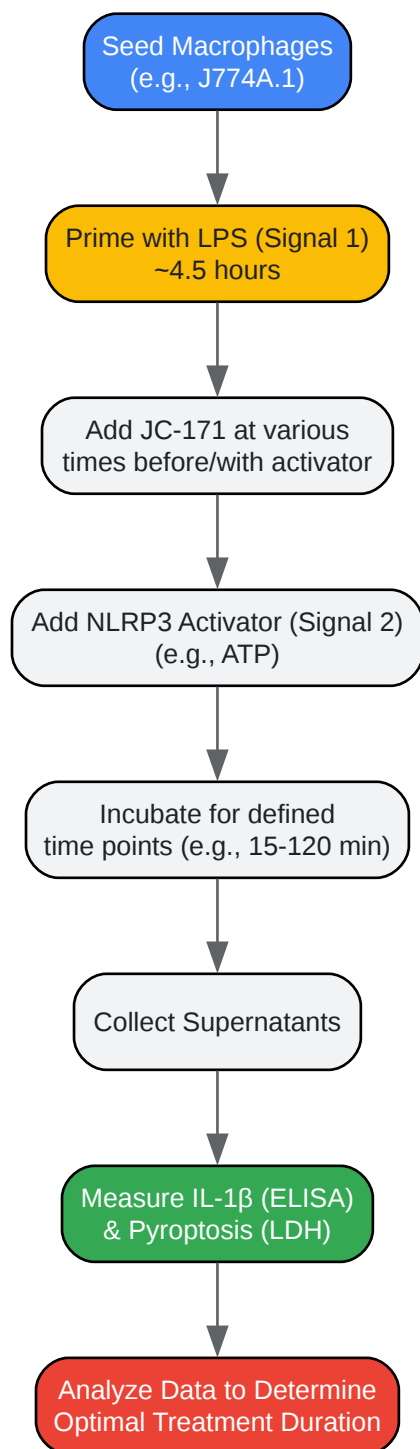 Seed Macrophages
(e.g., J774A.1)
Prime with LPS (Signal 1)
~4.5 hours
Add JC-171 at various
times before/with activator
Add NLRP3 Activator (Signal 2)
(e.g., ATP)
Incubate for defined
time points (e.g., 15-120 min)
Collect Supernatants
Measure IL-1β (ELISA)
& Pyroptosis (LDH)
Analyze Data to Determine
Optimal Treatment Duration